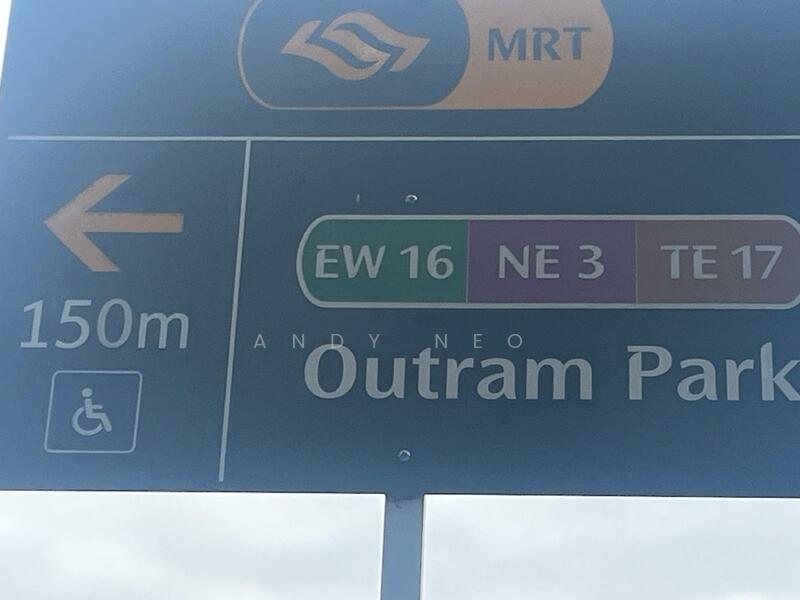 MRT
150m
EW 16 NE 3 TE 17
ANDY NEO
Outram Park